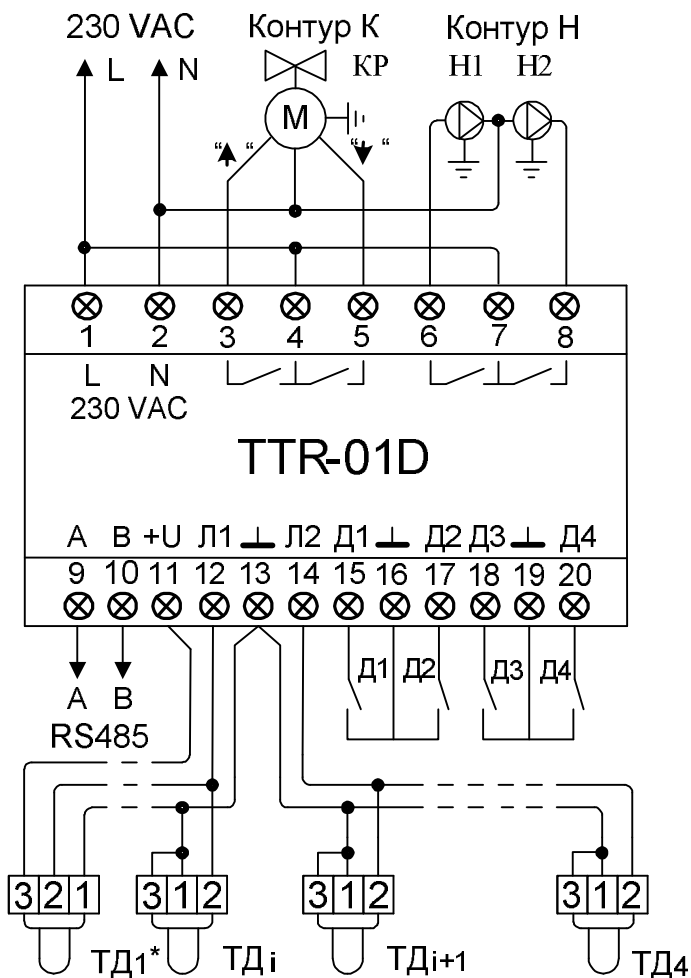 230 VAC Контур К Контур Н
L N КР Н1 Н2
М
“ “ “ “
1 2 3 4 5 6 7 8
L N
230 VAC
TTR-01D
A B +U Л1 Л2 Д1 Д2 Д3 Д4
9 10 11 12 13 14 15 16 17 18 19 20
Д1 Д2 Д3 Д4
A B
RS485
3 2 1 3 1 2 3 1 2 3 1 2
ТД1* ТДi ТДi+1 ТД4